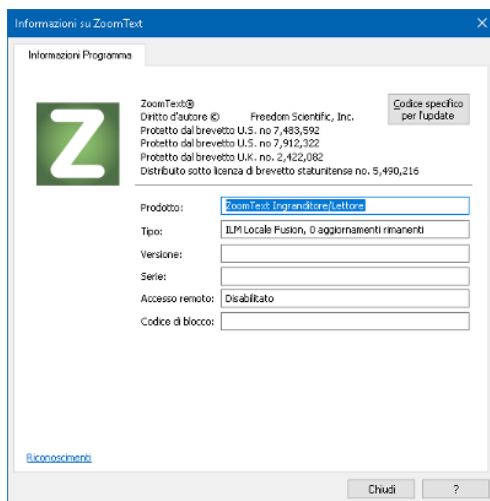 Informazioni su ZoomText
Informazioni Programma
Z
ZoomText®
Diritto d'autore © Freedom Scientific, Inc.
Protetto dal brevetto U.S. no 7,483,592
Protetto dal brevetto U.S. no 7,912,322
Protetto dal brevetto U.K. no. 2,422,082
Distribuito sotto licenza di brevetto statunitense no. 5,490,216
Codice specifico
per l'update
Prodotto: ZoomText Ingranditore/Lettore
Tipo: ILM Locale Fusion, 0 aggiornamenti rimanenti
Versione:
Serie:
Accesso remoto: Disabilitato
Codice di blocco:
Riconoscimenti
Chiudi ?